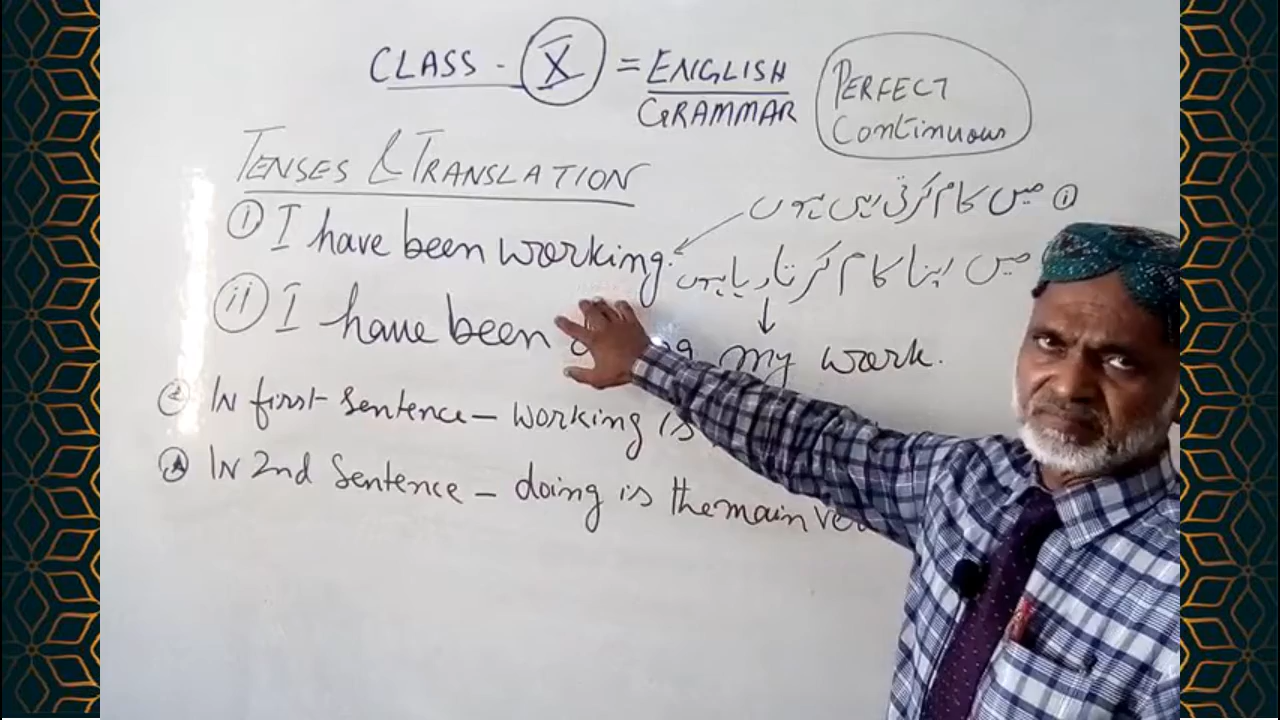 CLASS - X = ENGLISH GRAMMAR
PERFECT
Continuous
TENSES & TRANSLATION
① میں کام کرتی رہی ہوں
(i) I have been working.
میں اپنا کام کرتا رہا ہوں
(ii) I have been my work.
In first sentence – working is
In 2nd Sentence – doing is the main